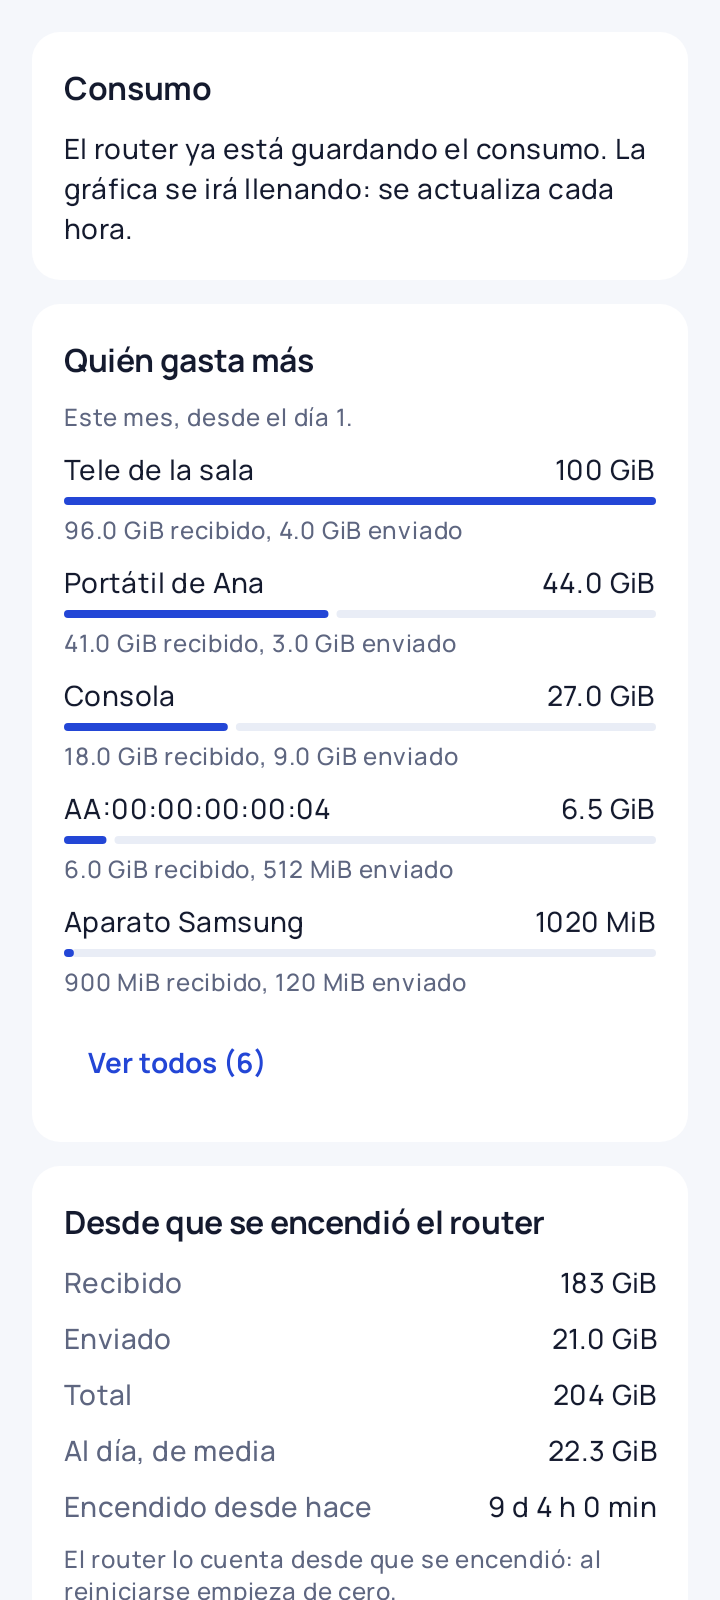 Consumo
El router ya está guardando el consumo. La
gráfica se irá llenando: se actualiza cada
hora.
Quién gasta más
Este mes, desde el día 1.
Tele de la sala 100 GiB
96.0 GiB recibido, 4.0 GiB enviado
Portátil de Ana 44.0 GiB
41.0 GiB recibido, 3.0 GiB enviado
Consola 27.0 GiB
18.0 GiB recibido, 9.0 GiB enviado
AA:00:00:00:00:04 6.5 GiB
6.0 GiB recibido, 512 MiB enviado
Aparato Samsung 1020 MiB
900 MiB recibido, 120 MiB enviado
Ver todos (6)
Desde que se encendió el router
Recibido 183 GiB
Enviado 21.0 GiB
Total 204 GiB
Al día, de media 22.3 GiB
Encendido desde hace 9 d 4 h 0 min
El router lo cuenta desde que se encendió: al
reiniciarse empieza de cero.